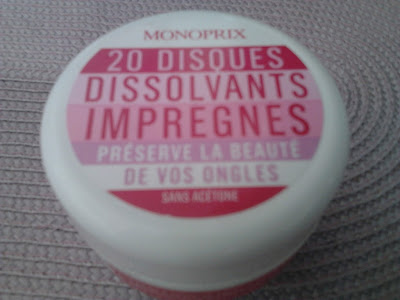 MONOPRIX
20 DISQUES
DISSOLVANTS
IMPREGNES
PRÉSERVE LA BEAUTÉ
DE VOS ONGLES
SANS ACÉTONE